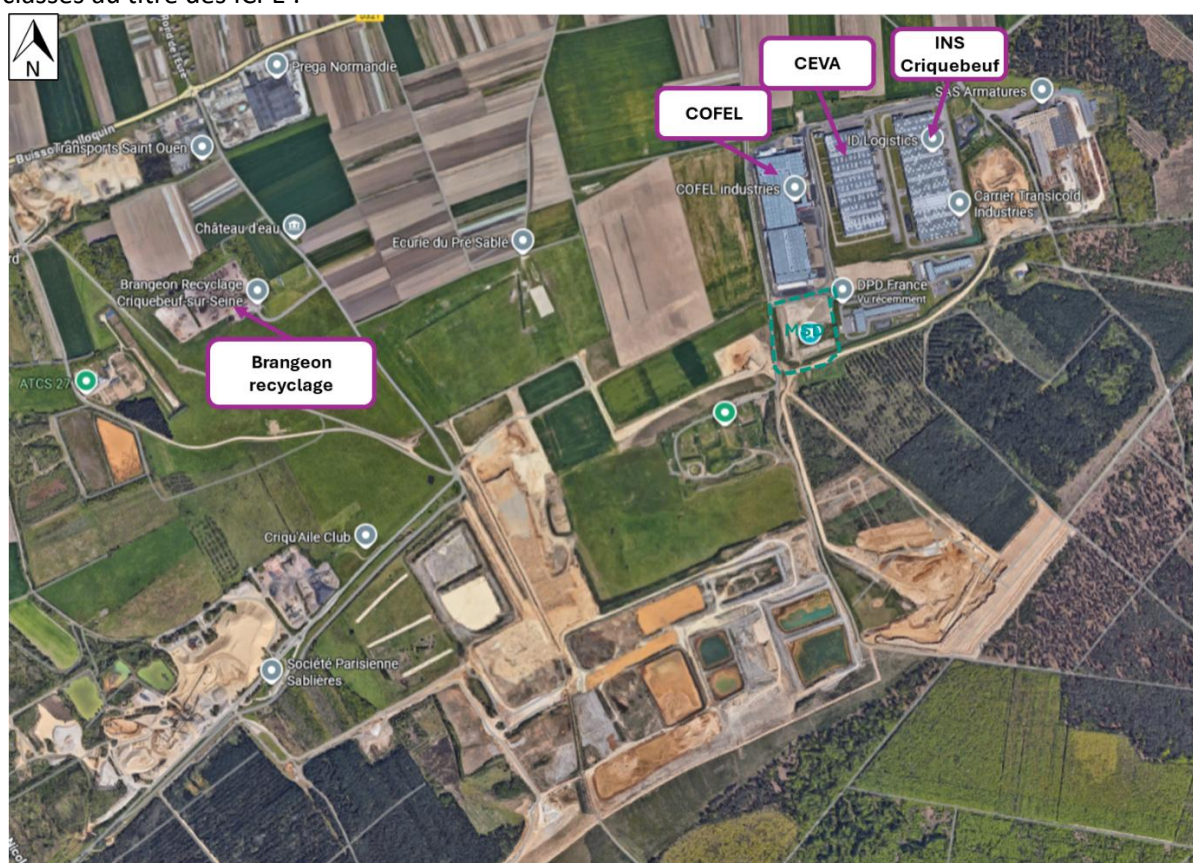 classés au titre des ICPE :
N
Prega Normandie
Transports Saint Ouen
Château d'eau
Brangeon Recyclage
Criquebeuf-sur-Seine
Brangeon
recyclage
ATCS 27
Ecurie du Pré Sable
COFEL
CEVA
INS
Criquebeuf
SAS Armatures
ID Logistics
COFEL industries
Carrier Transicold
Industries
DPD France
Vu récemment
Criqu'Aile Club
Société Parisienne
Sablières